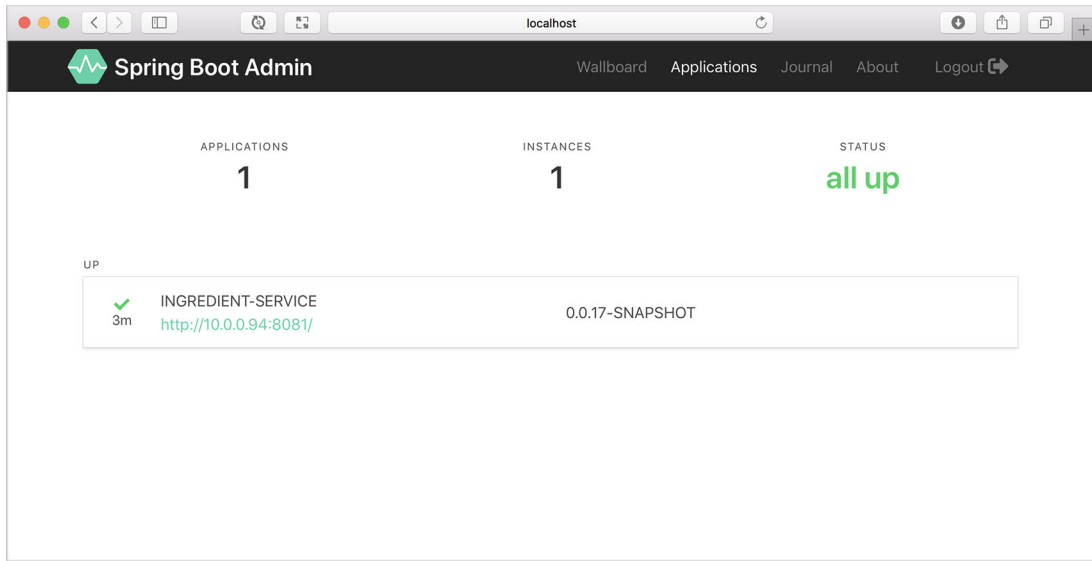 localhost
Spring Boot Admin Wallboard Applications Journal About Logout
APPLICATIONS INSTANCES STATUS
1 1 all up
UP
INGREDIENT-SERVICE
http://10.0.0.94:8081/
3m
0.0.17-SNAPSHOT